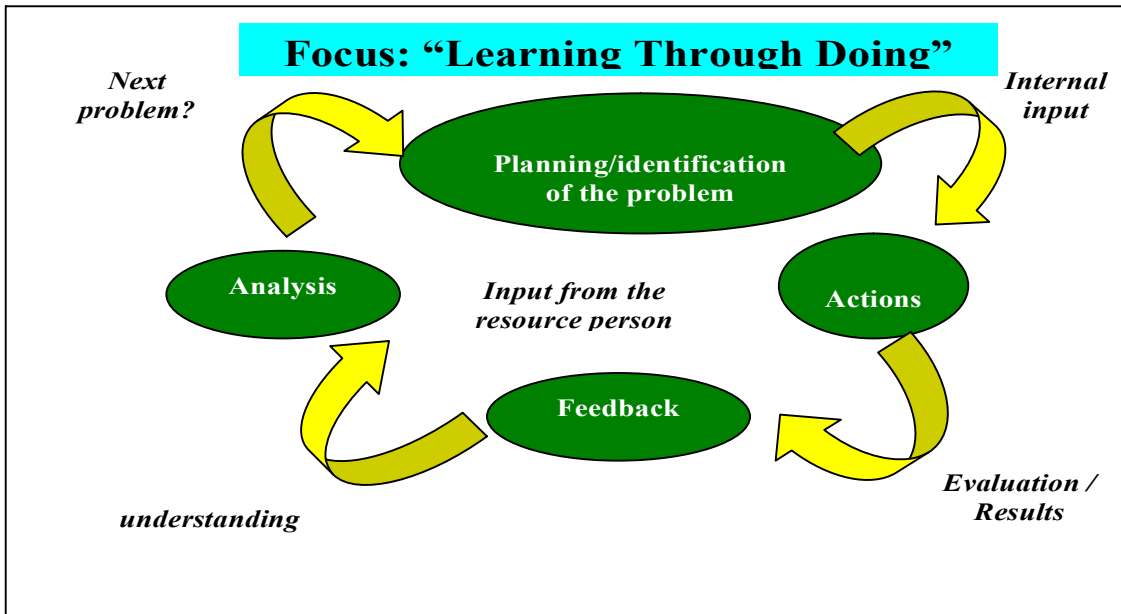 Focus: “Learning Through Doing”
Next
problem?
Internal
input
Planning/identification
of the problem
Analysis
Input from the
resource person
Actions
Feedback
Evaluation /
Results
understanding